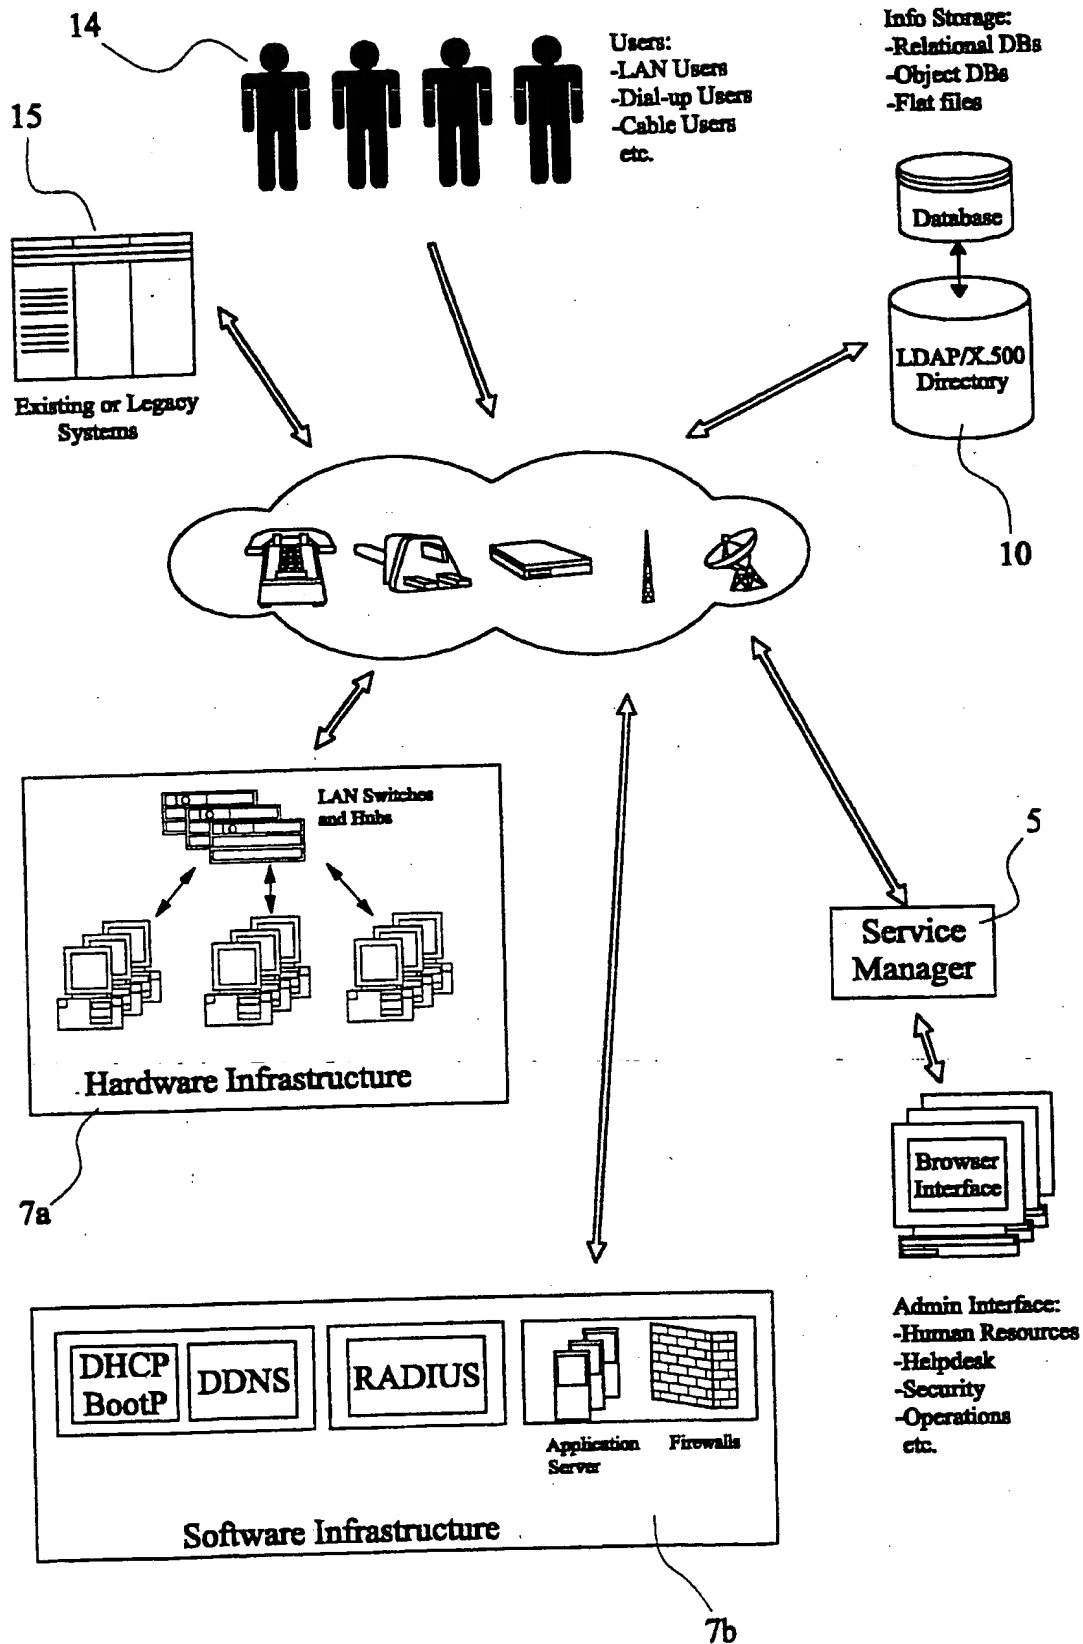 14
Users:
-LAN Users
-Dial-up Users
-Cable Users
etc.
Info Storage:
-Relational DBs
-Object DBs
-Flat files
15
Database
LDAP/X.500
Directory
Existing or Legacy
Systems
10
LAN Switches
and Hubs
5
Service
Manager
Hardware Infrastructure
7a
Browser
Interface
Admin Interface:
-Human Resources
-Helpdesk
-Security
-Operations
etc.
DHCP
BootP
DDNS
RADIUS
Application
Server
Firewalls
Software Infrastructure
7b